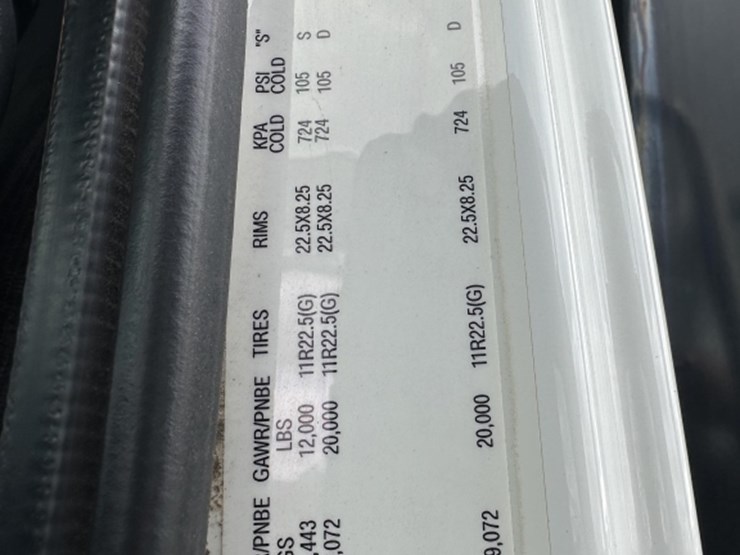 /PNBE GAWR/PNBE TIRES RIMS KPA PSI "S"
GS LBS COLD COLD
,443 12,000 11R22.5(G) 22.5X8.25 724 105 S
,072 20,000 11R22.5(G) 22.5X8.25 724 105 D
9,072 20,000 11R22.5(G) 22.5X8.25 724 105 D